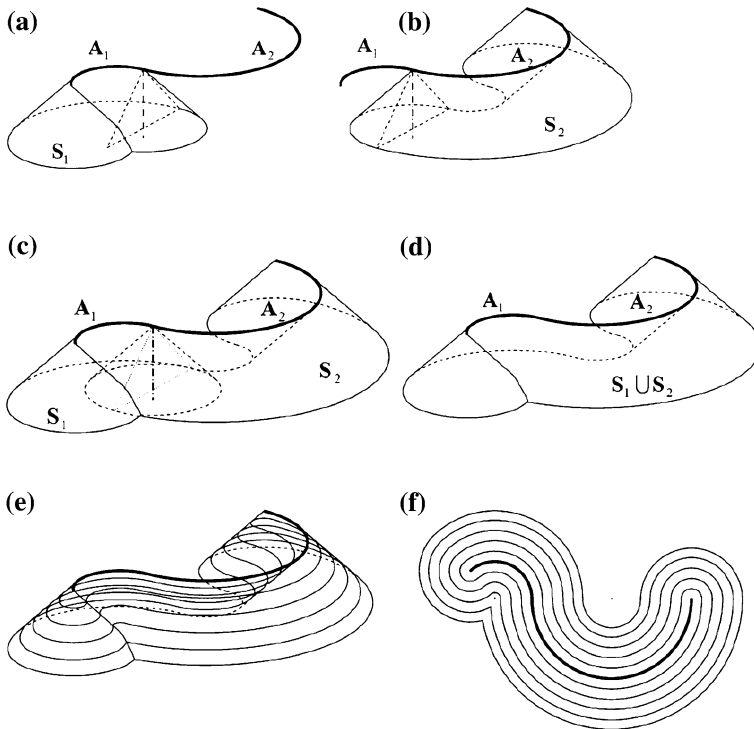 (a) A₁ A₂ S₁
(b) A₁ A₂ S₂
(c) A₁ A₂ S₁ S₂
(d) A₁ A₂ S₁ ⋃ S₂
(e)
(f)